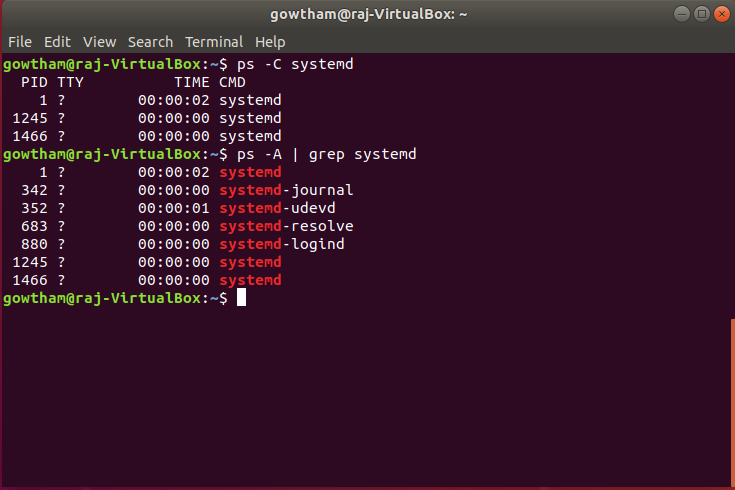 gowtham@raj-VirtualBox: ~
File Edit View Search Terminal Help
gowtham@raj-VirtualBox:~$ ps -C systemd
  PID TTY          TIME CMD
    1 ?        00:00:02 systemd
 1245 ?        00:00:00 systemd
 1466 ?        00:00:00 systemd
gowtham@raj-VirtualBox:~$ ps -A | grep systemd
    1 ?        00:00:02 systemd
  342 ?        00:00:00 systemd-journal
  352 ?        00:00:01 systemd-udevd
  683 ?        00:00:00 systemd-resolve
  880 ?        00:00:00 systemd-logind
 1245 ?        00:00:00 systemd
 1466 ?        00:00:00 systemd
gowtham@raj-VirtualBox:~$